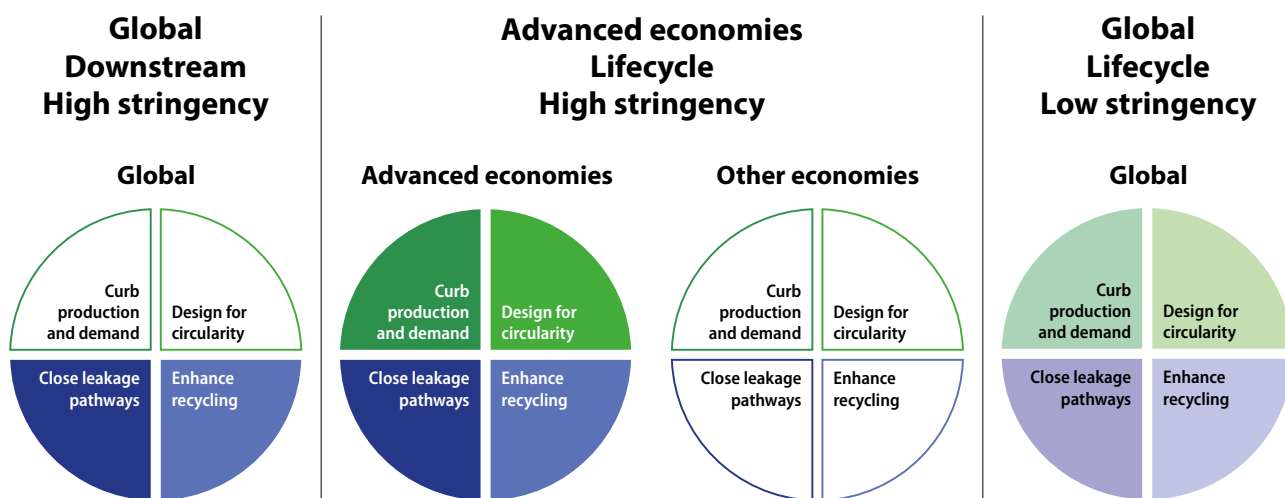 Global
Downstream
High stringency
Global
Curb
production
and demand
Design for
circularity
Close leakage
pathways
Enhance
recycling
Advanced economies
Lifecycle
High stringency
Advanced economies
Curb
production
and demand
Design for
circularity
Close leakage
pathways
Enhance
recycling
Other economies
Curb
production
and demand
Design for
circularity
Close leakage
pathways
Enhance
recycling
Global
Lifecycle
Low stringency
Global
Curb
production
and demand
Design for
circularity
Close leakage
pathways
Enhance
recycling